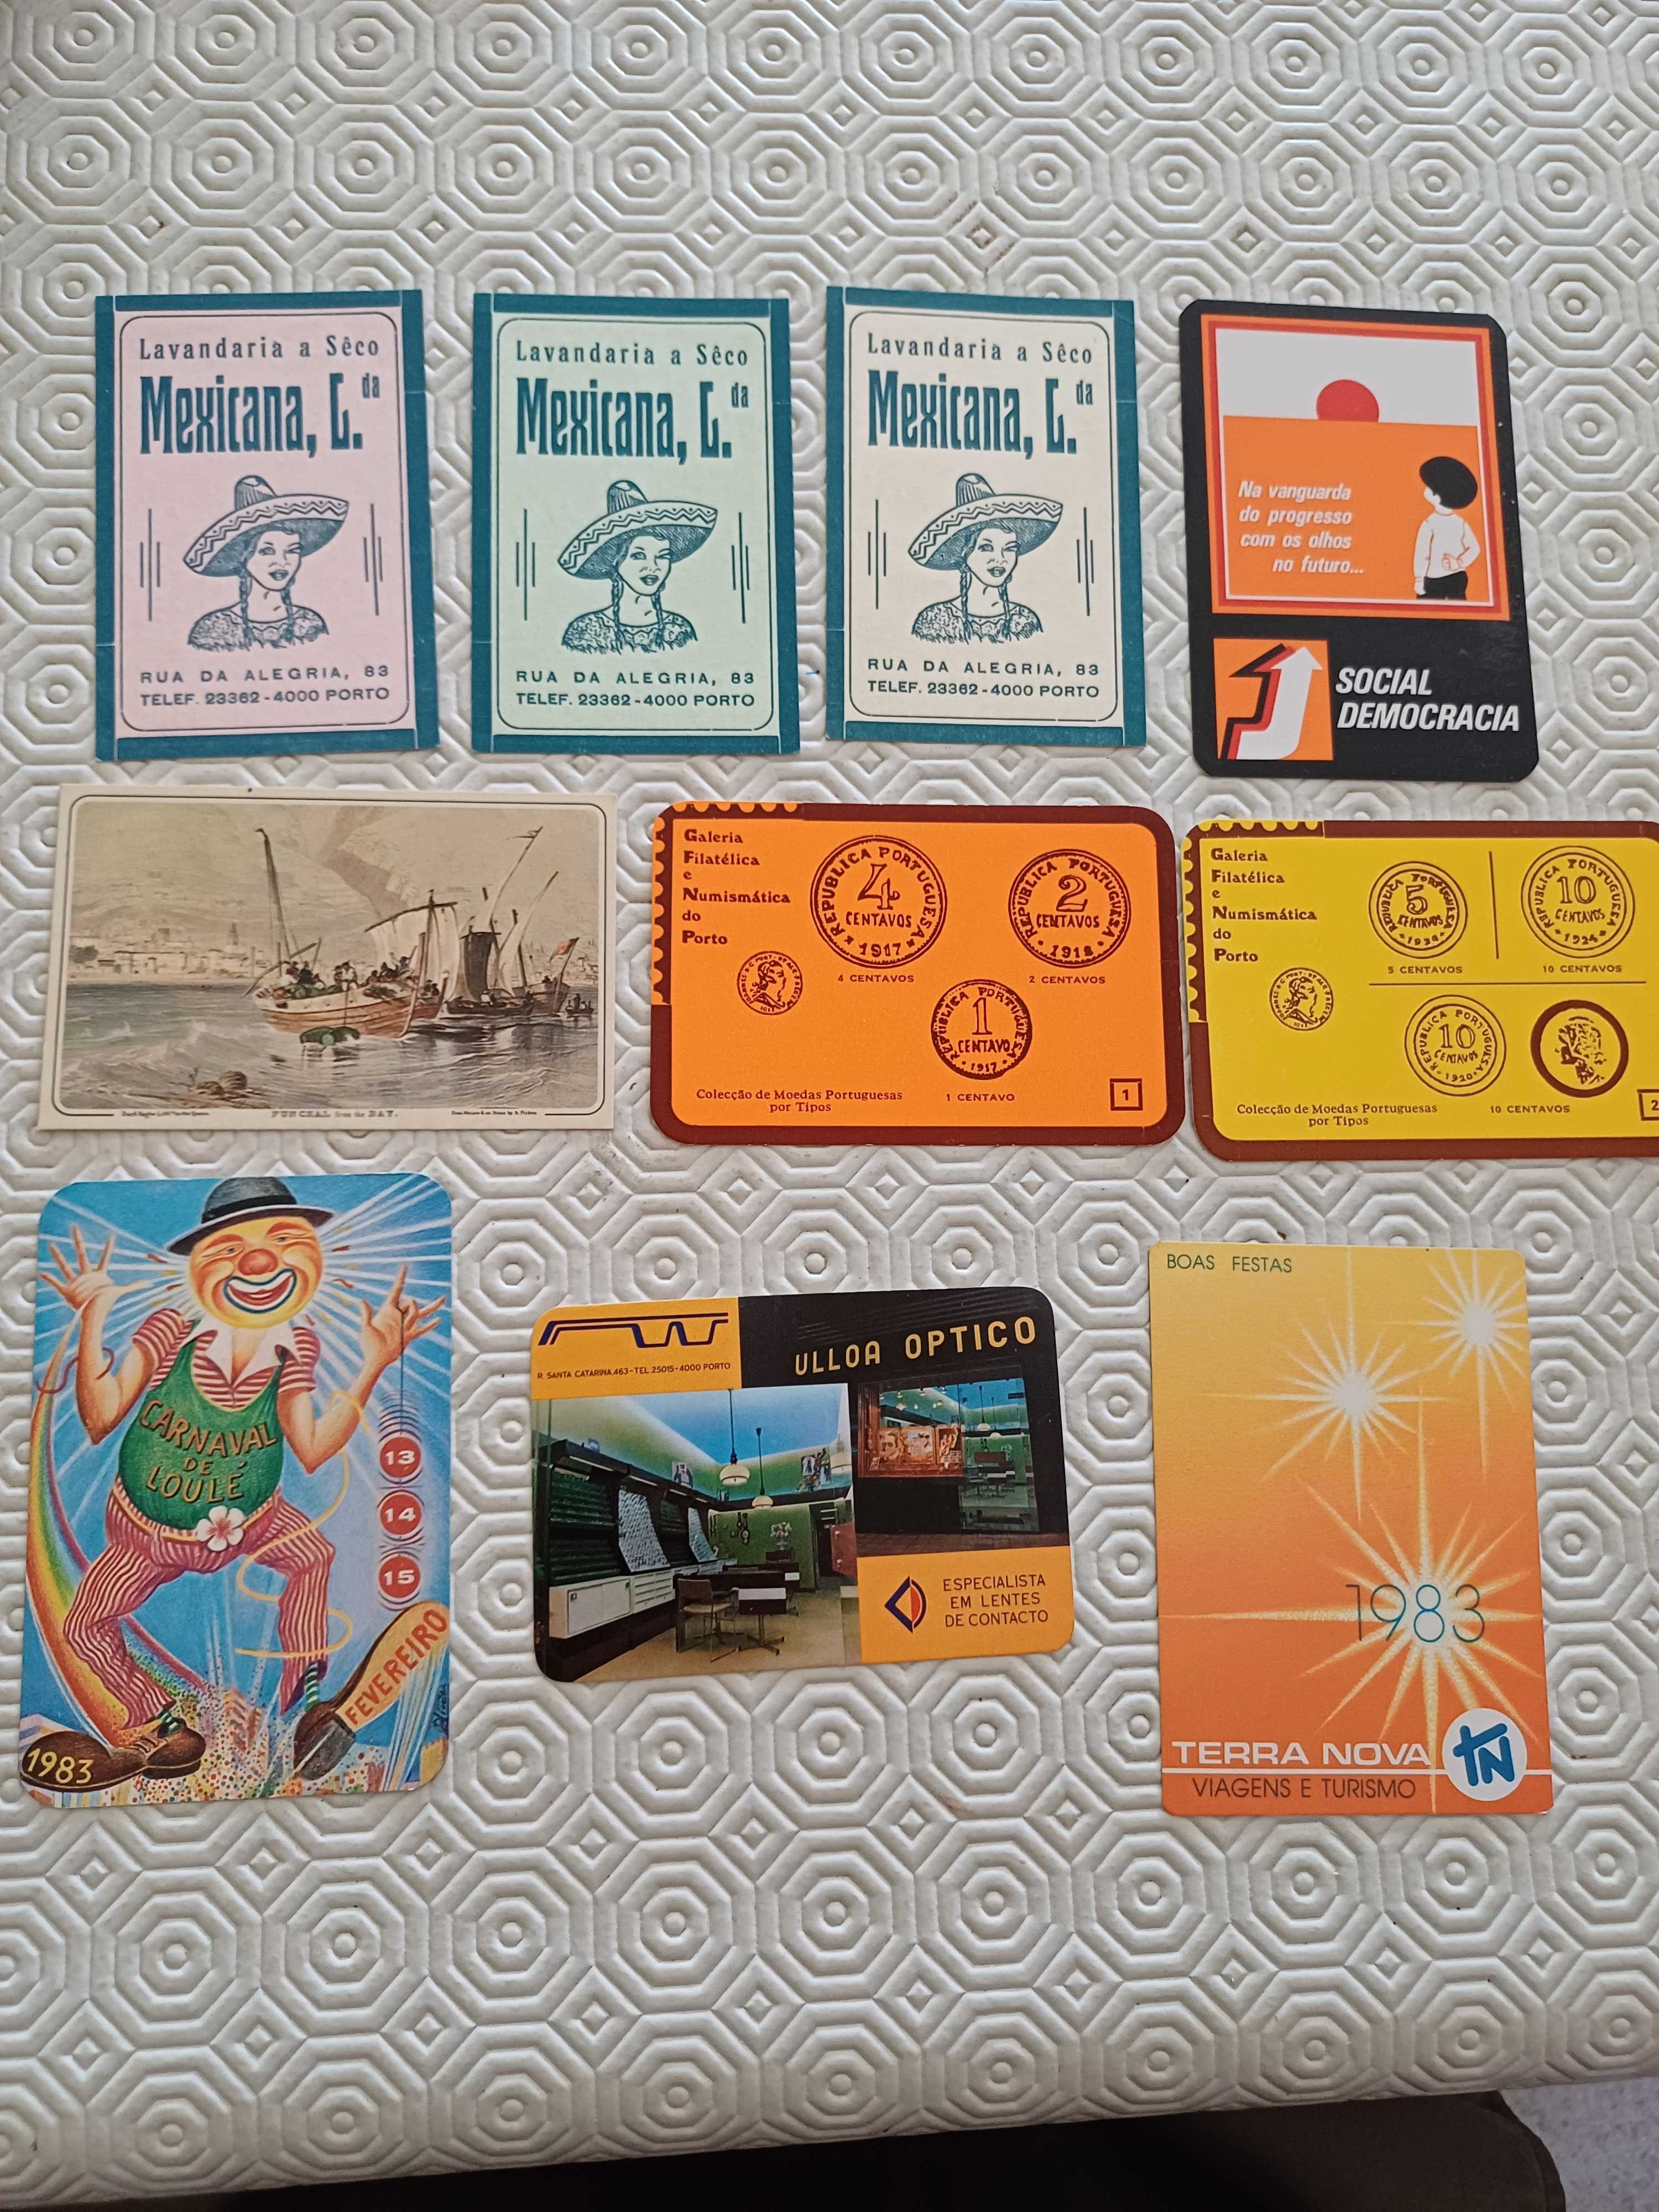 Lavandaria a Sêco
Mexicana, L.da
RUA DA ALEGRIA, 83
TELEF. 23362-4000 PORTO
Lavandaria a Sêco
Mexicana, L.da
RUA DA ALEGRIA, 83
TELEF. 23362-4000 PORTO
Lavandaria a Sêco
Mexicana, L.da
RUA DA ALEGRIA, 83
TELEF. 23362-4000 PORTO
Na vanguarda
do progresso
com os olhos
no futuro...
SOCIAL
DEMOCRACIA
FUNCHAL from the BAY.
Galeria
Filatélica
e
Numismática
do
Porto
REPUBLICA PORTUGUESA
4
CENTAVOS
1917
4 CENTAVOS
REPUBLICA PORTUGUESA
2
CENTAVOS
1918
2 CENTAVOS
REPUBLICA PORTUGUESA
1
CENTAVO
1917
1 CENTAVO
Colecção de Moedas Portuguesas
por Tipos
1
Galeria
Filatélica
e
Numismática
do
Porto
REPUBLICA PORTUGUESA
5
CENTAVOS
5 CENTAVOS
REPUBLICA PORTUGUESA
10
CENTAVOS
1924
10 CENTAVOS
REPUBLICA PORTUGUESA
10
CENTAVOS
1920
10 CENTAVOS
Colecção de Moedas Portuguesas
por Tipos
2
CARNAVAL
DE
LOULÉ
13
14
15
FEVEREIRO
1983
R. SANTA CATARINA.463-TEL.25015-4000 PORTO
ULLOA OPTICO
ESPECIALISTA
EM LENTES
DE CONTACTO
BOAS FESTAS
1983
TERRA NOVA
TN
VIAGENS E TURISMO